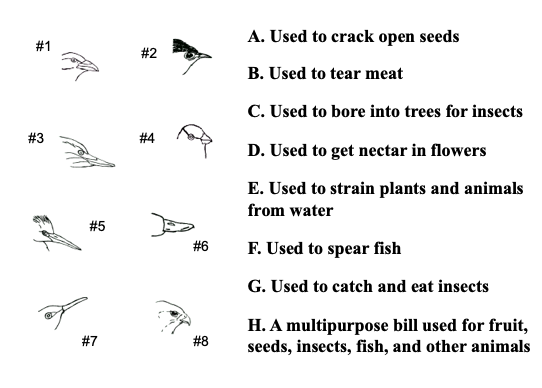 #1
#2
#3
#4
#5
#6
#7
#8
A. Used to crack open seeds
B. Used to tear meat
C. Used to bore into trees for insects
D. Used to get nectar in flowers
E. Used to strain plants and animals
from water
F. Used to spear fish
G. Used to catch and eat insects
H. A multipurpose bill used for fruit,
seeds, insects, fish, and other animals